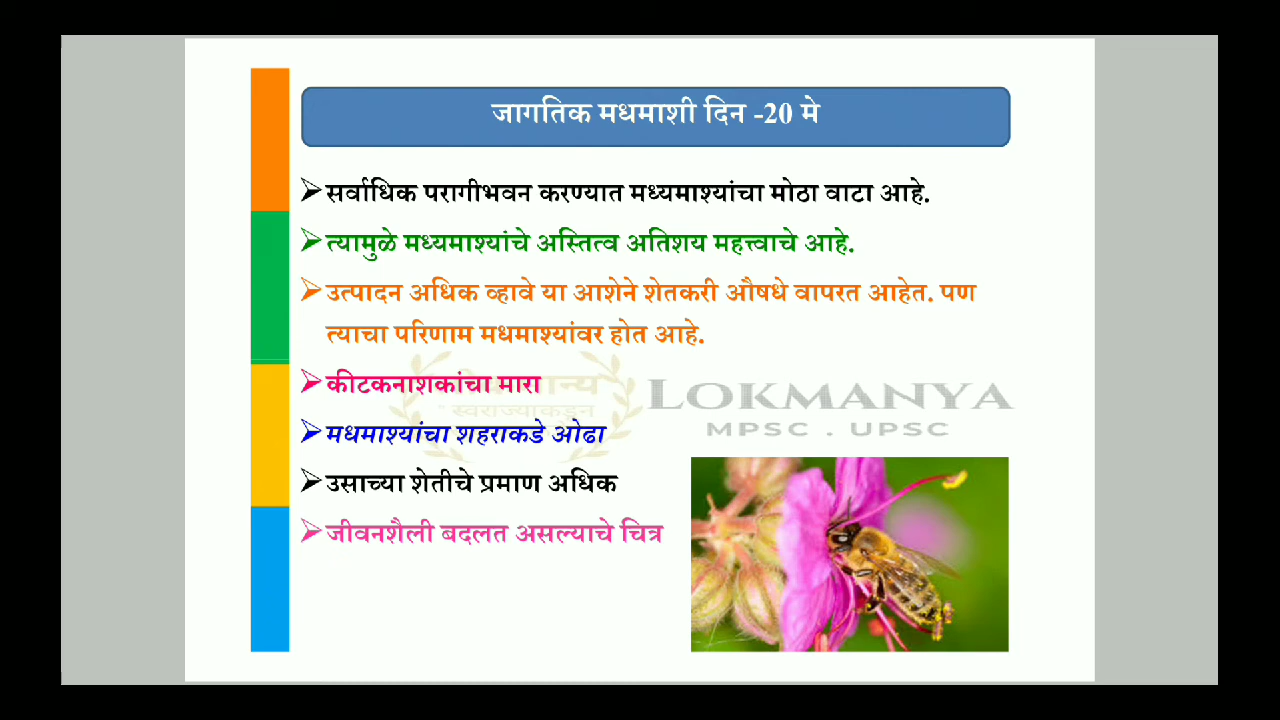 जागतिक मधमाशी दिन -20 मे
सर्वाधिक परागीभवन करण्यात मध्यमाश्यांचा मोठा वाटा आहे.
त्यामुळे मध्यमाश्यांचे अस्तित्व अतिशय महत्त्वाचे आहे.
उत्पादन अधिक व्हावे या आशेने शेतकरी औषधे वापरत आहेत. पण
त्याचा परिणाम मधमाश्यांवर होत आहे.
कीटकनाशकांचा मारा
स्वराज्याकडून
LOKMANYA
MPSC . UPSC
मधमाश्यांचा शहराकडे ओढा
उसाच्या शेतीचे प्रमाण अधिक
जीवनशैली बदलत असल्याचे चित्र